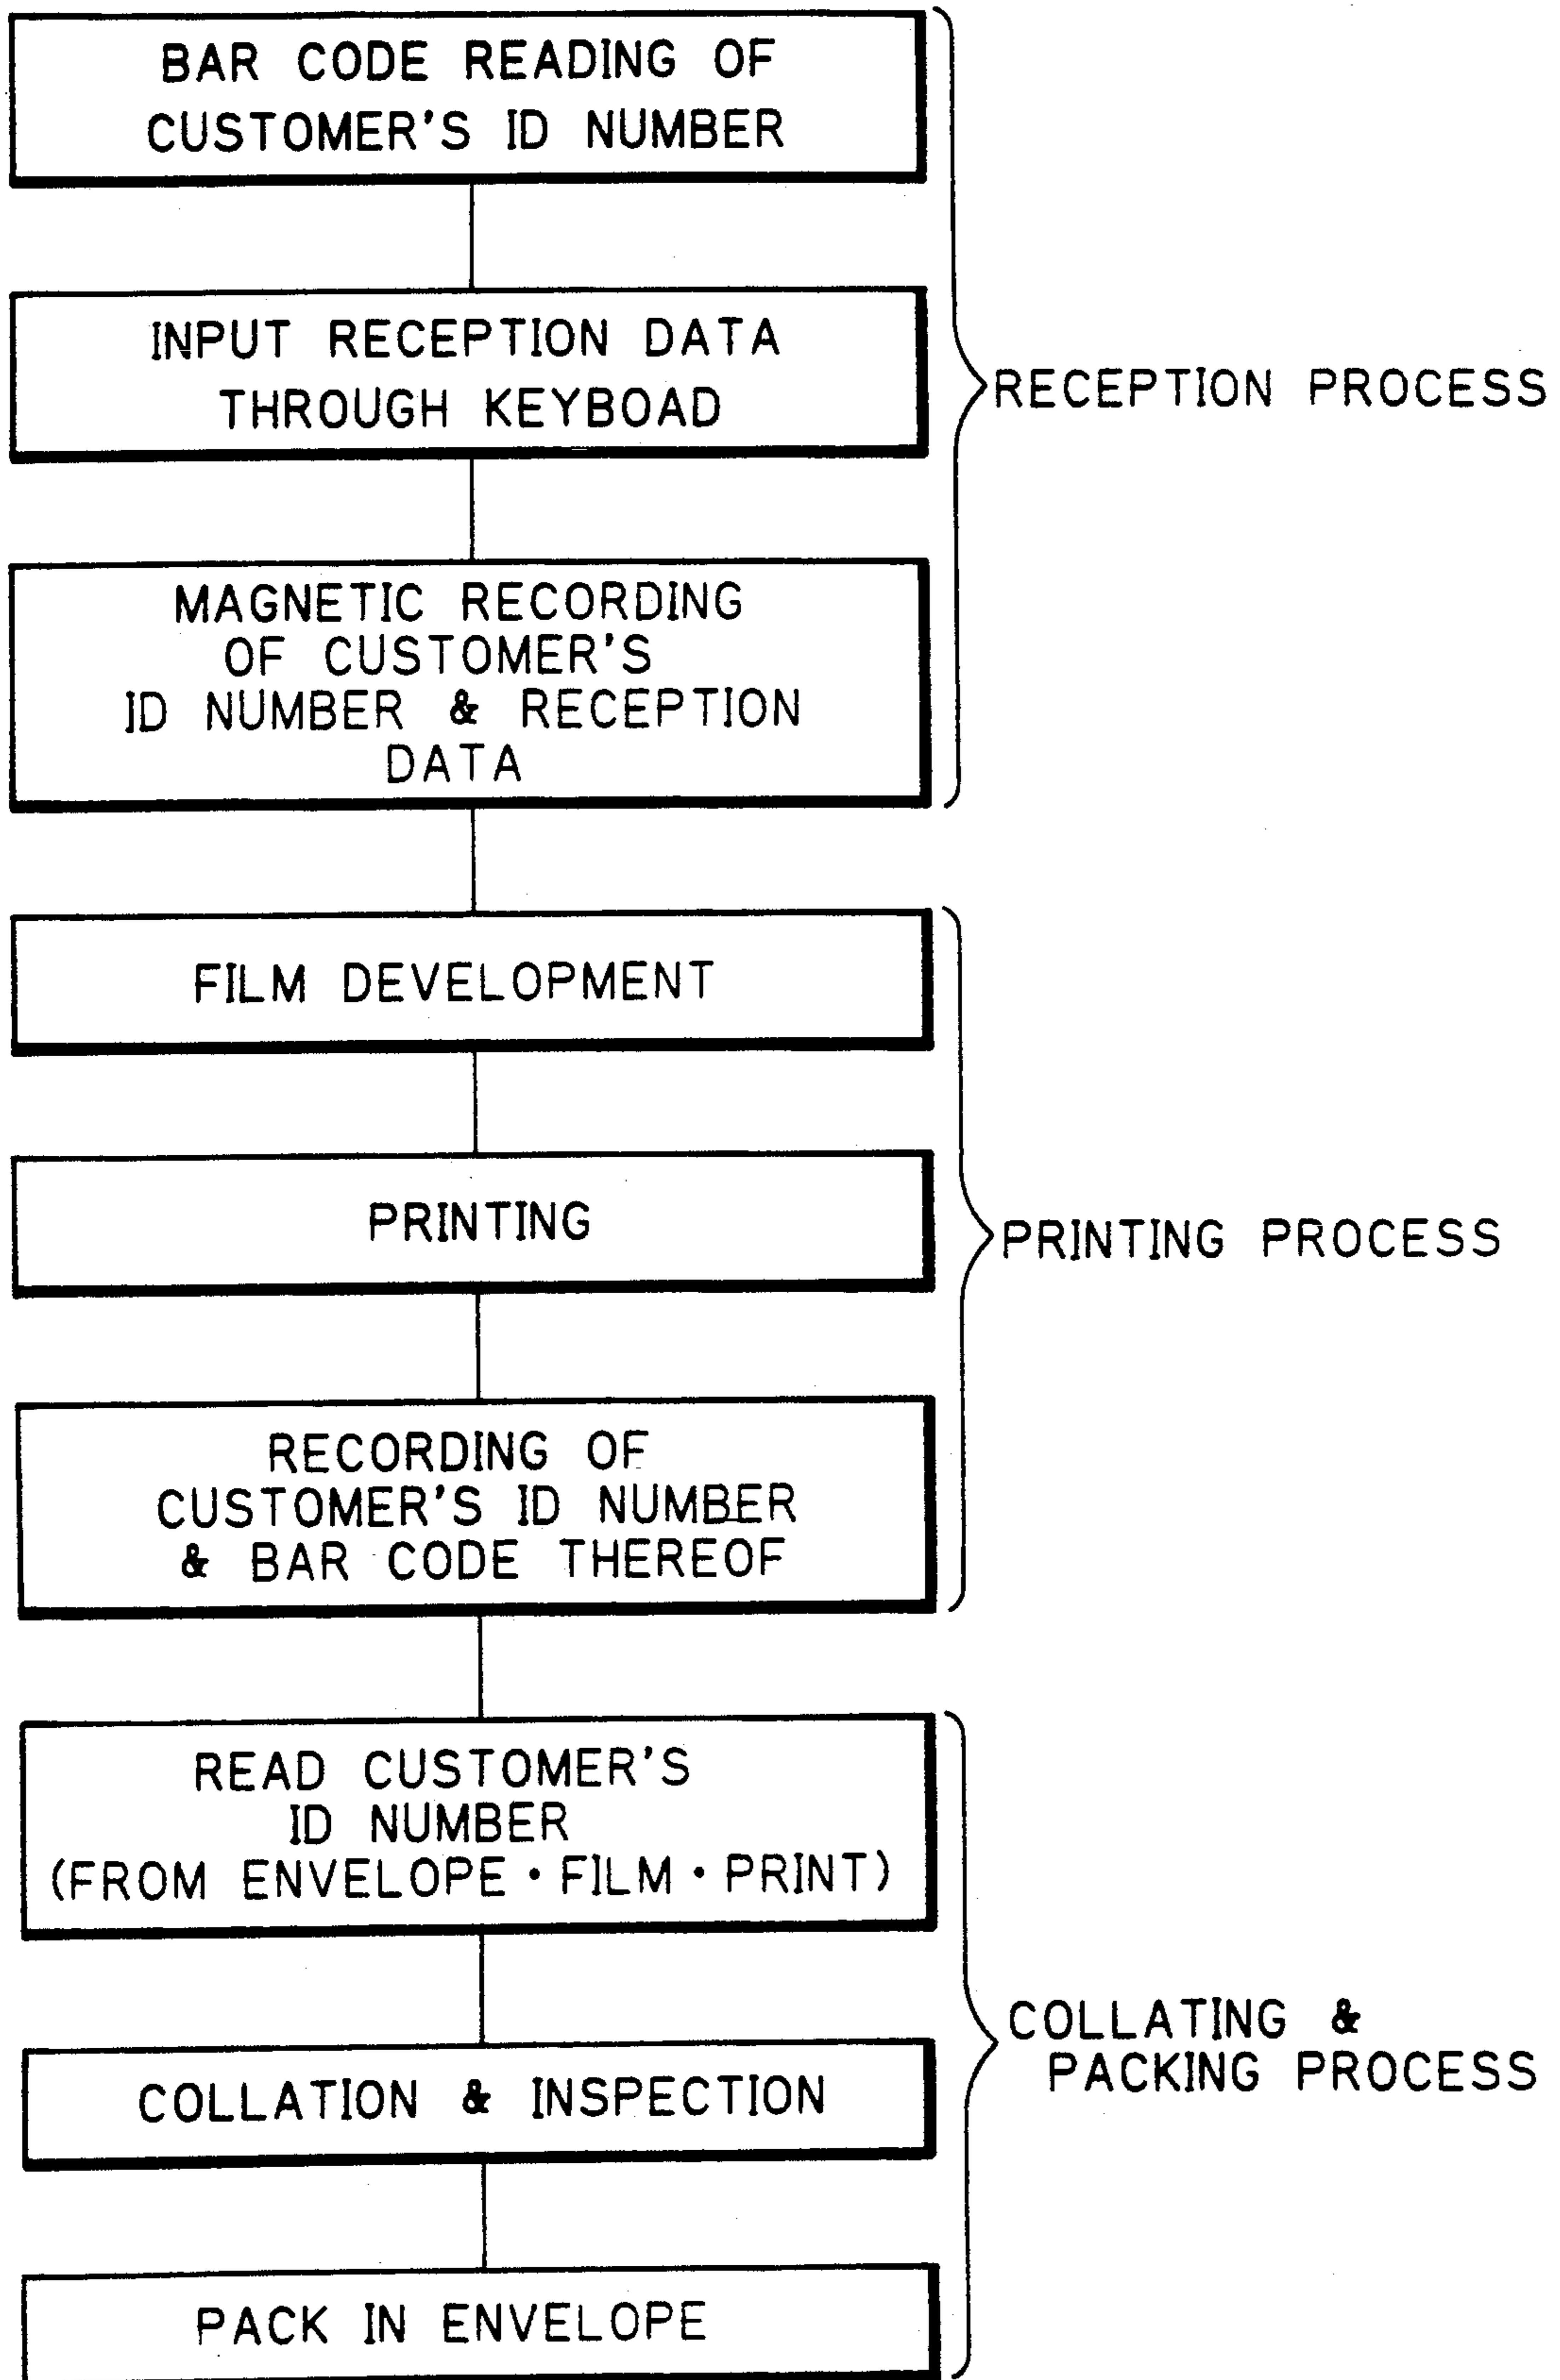 BAR CODE READING OF
CUSTOMER'S ID NUMBER
INPUT RECEPTION DATA
THROUGH KEYBOAD
RECEPTION PROCESS
MAGNETIC RECORDING
OF CUSTOMER'S
ID NUMBER & RECEPTION
DATA
FILM DEVELOPMENT
PRINTING
PRINTING PROCESS
RECORDING OF
CUSTOMER'S ID NUMBER
& BAR CODE THEREOF
READ CUSTOMER'S
ID NUMBER
(FROM ENVELOPE・FILM・PRINT)
COLLATION & INSPECTION
COLLATING &
PACKING PROCESS
PACK IN ENVELOPE